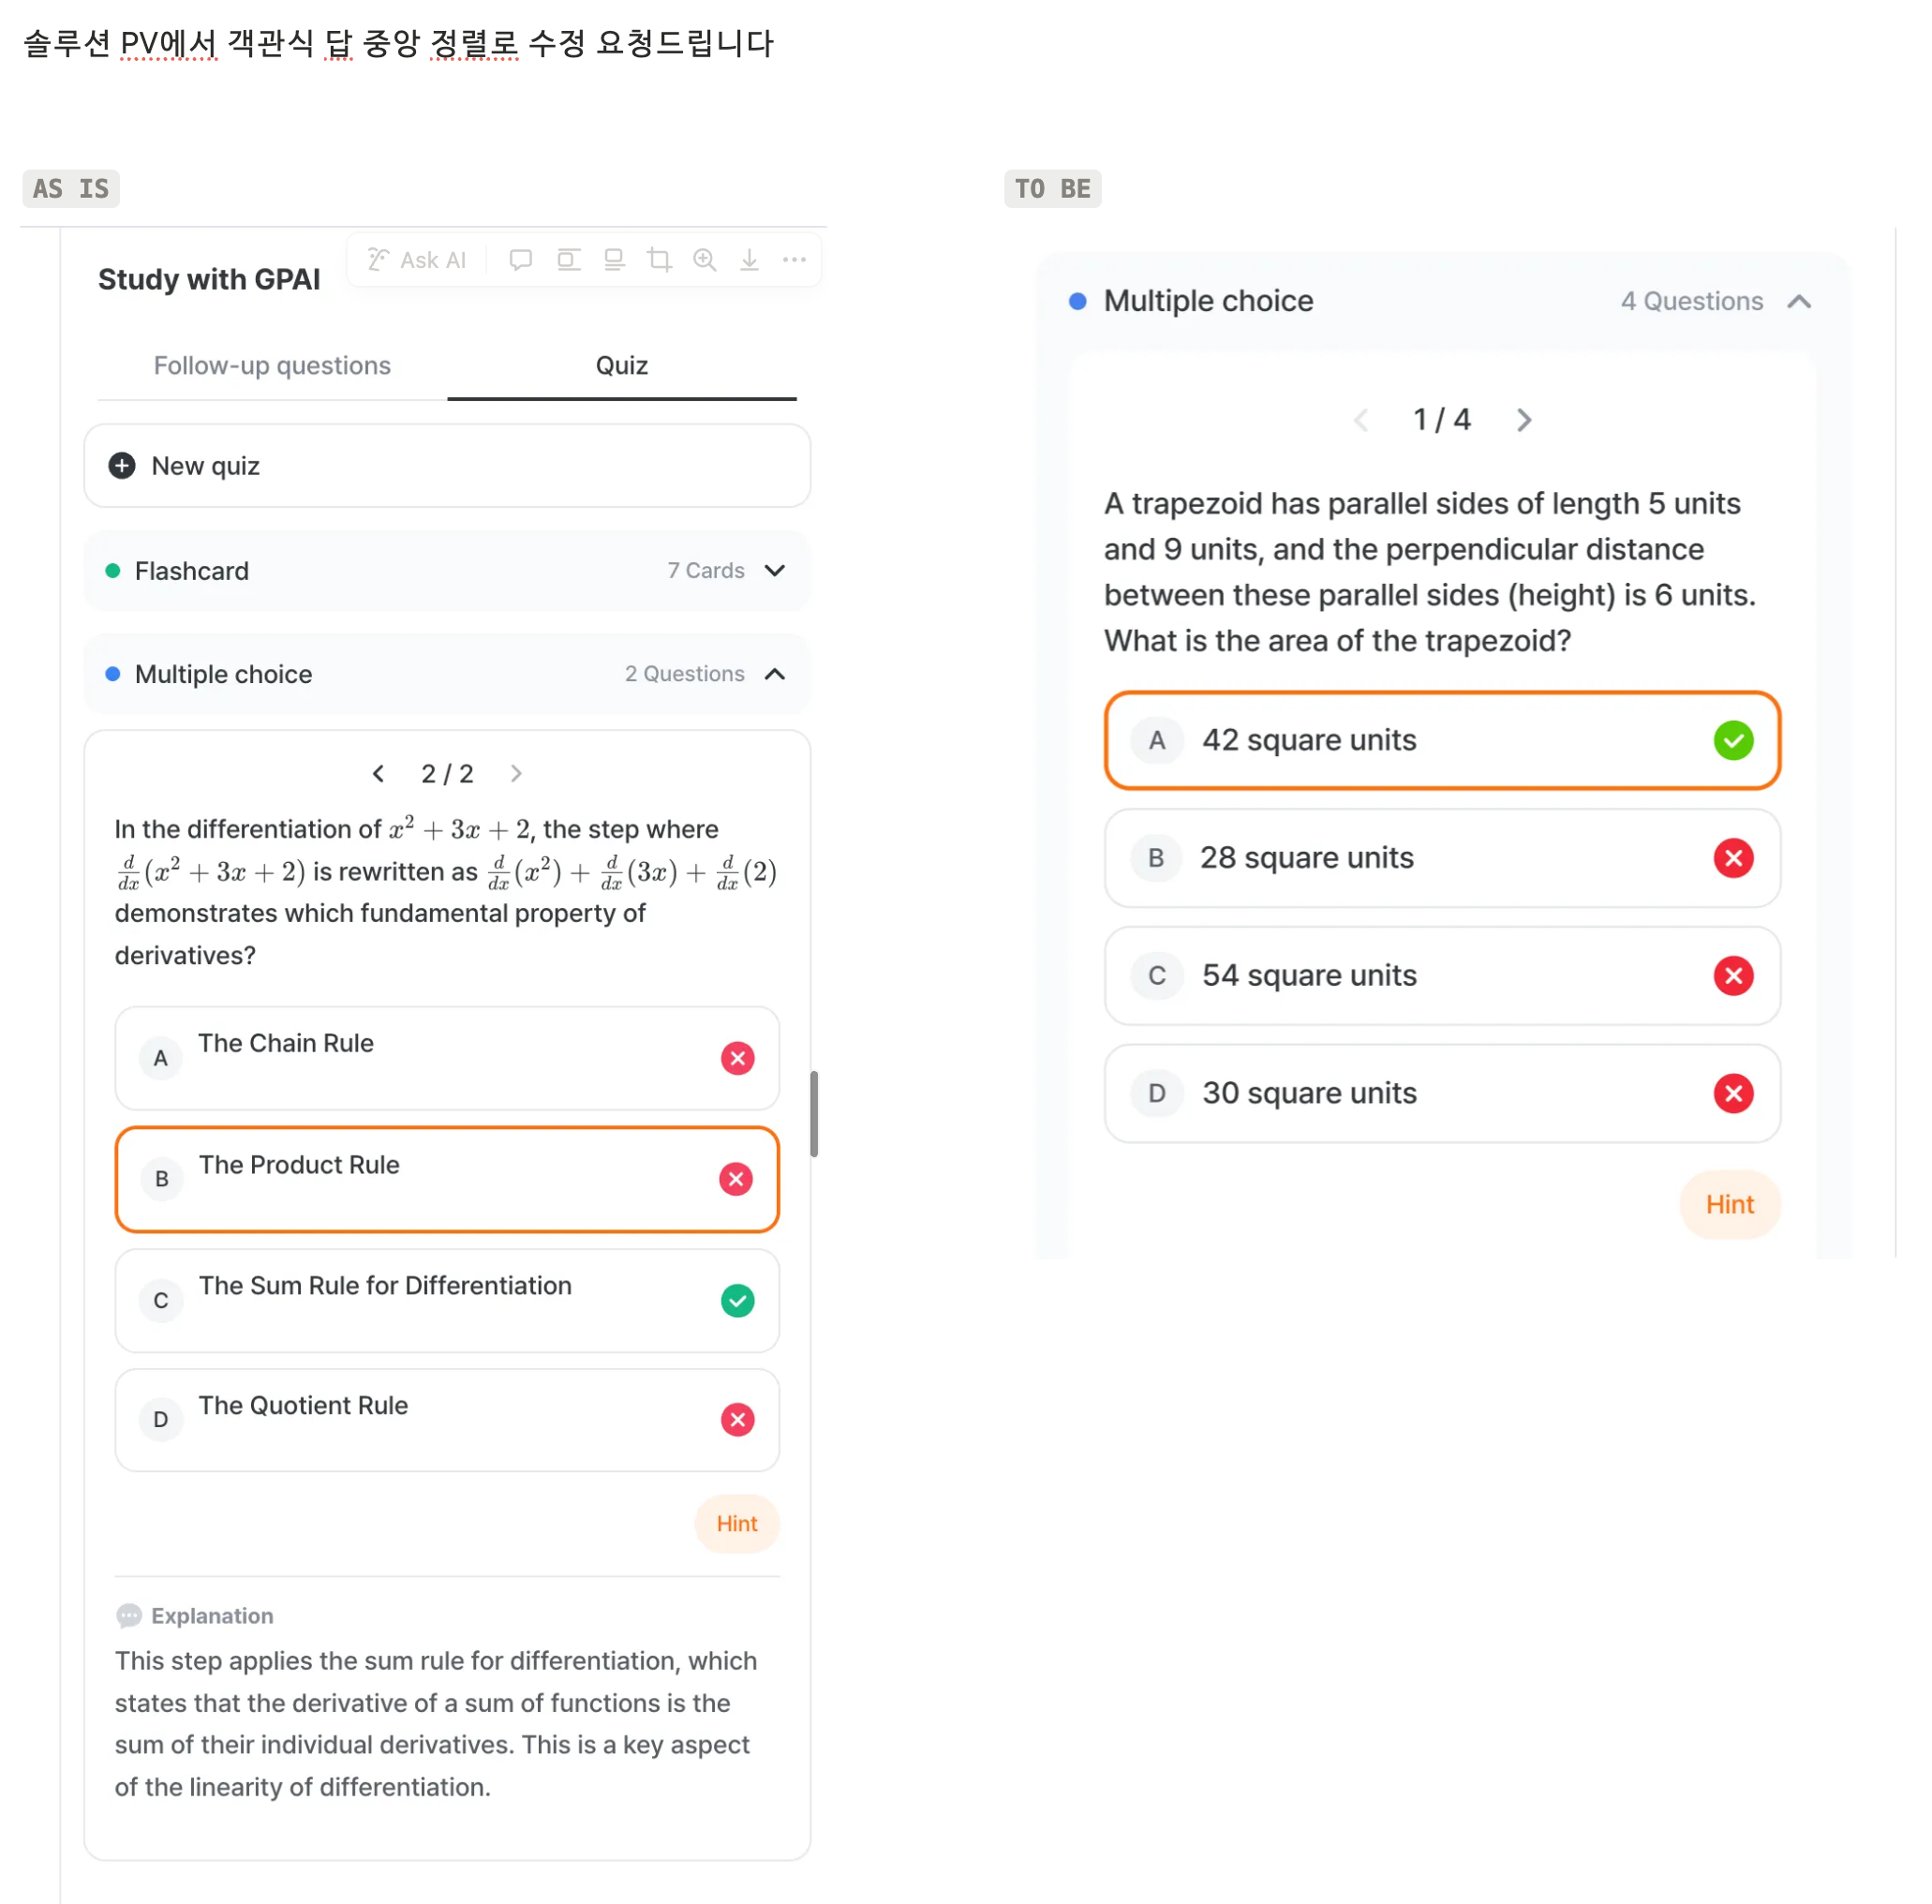 솔루션 PV에서 객관식 답 중앙 정렬로 수정 요청드립니다
AS IS
Ask AI
Study with GPAI
Follow-up questions
Quiz
New quiz
Flashcard
7 Cards
Multiple choice
2 Questions
2 / 2
In the differentiation of x² + 3x + 2, the step where
d/dx(x² + 3x + 2) is rewritten as d/dx(x²) + d/dx(3x) + d/dx(2)
demonstrates which fundamental property of
derivatives?
A The Chain Rule
B The Product Rule
C The Sum Rule for Differentiation
D The Quotient Rule
Hint
Explanation
This step applies the sum rule for differentiation, which
states that the derivative of a sum of functions is the
sum of their individual derivatives. This is a key aspect
of the linearity of differentiation.
TO BE
Multiple choice
4 Questions
1 / 4
A trapezoid has parallel sides of length 5 units
and 9 units, and the perpendicular distance
between these parallel sides (height) is 6 units.
What is the area of the trapezoid?
A 42 square units
B 28 square units
C 54 square units
D 30 square units
Hint